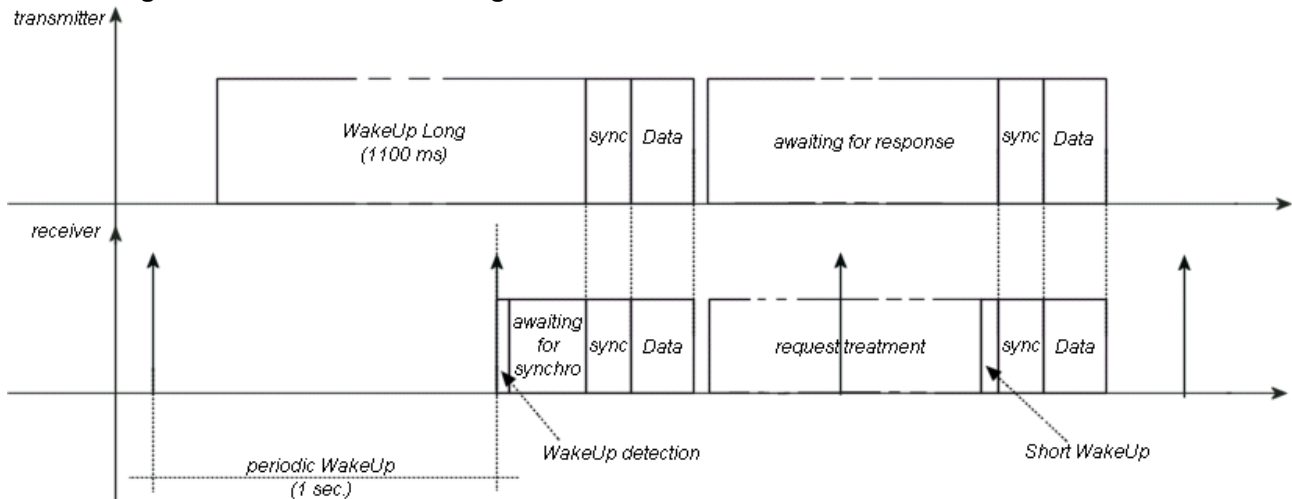 transmitter
WakeUp Long
(1100 ms)
sync
Data
awaiting for response
sync
Data
receiver
awaiting
for
synchro
sync
Data
request treatment
sync
Data
WakeUp detection
Short WakeUp
periodic WakeUp
(1 sec.)